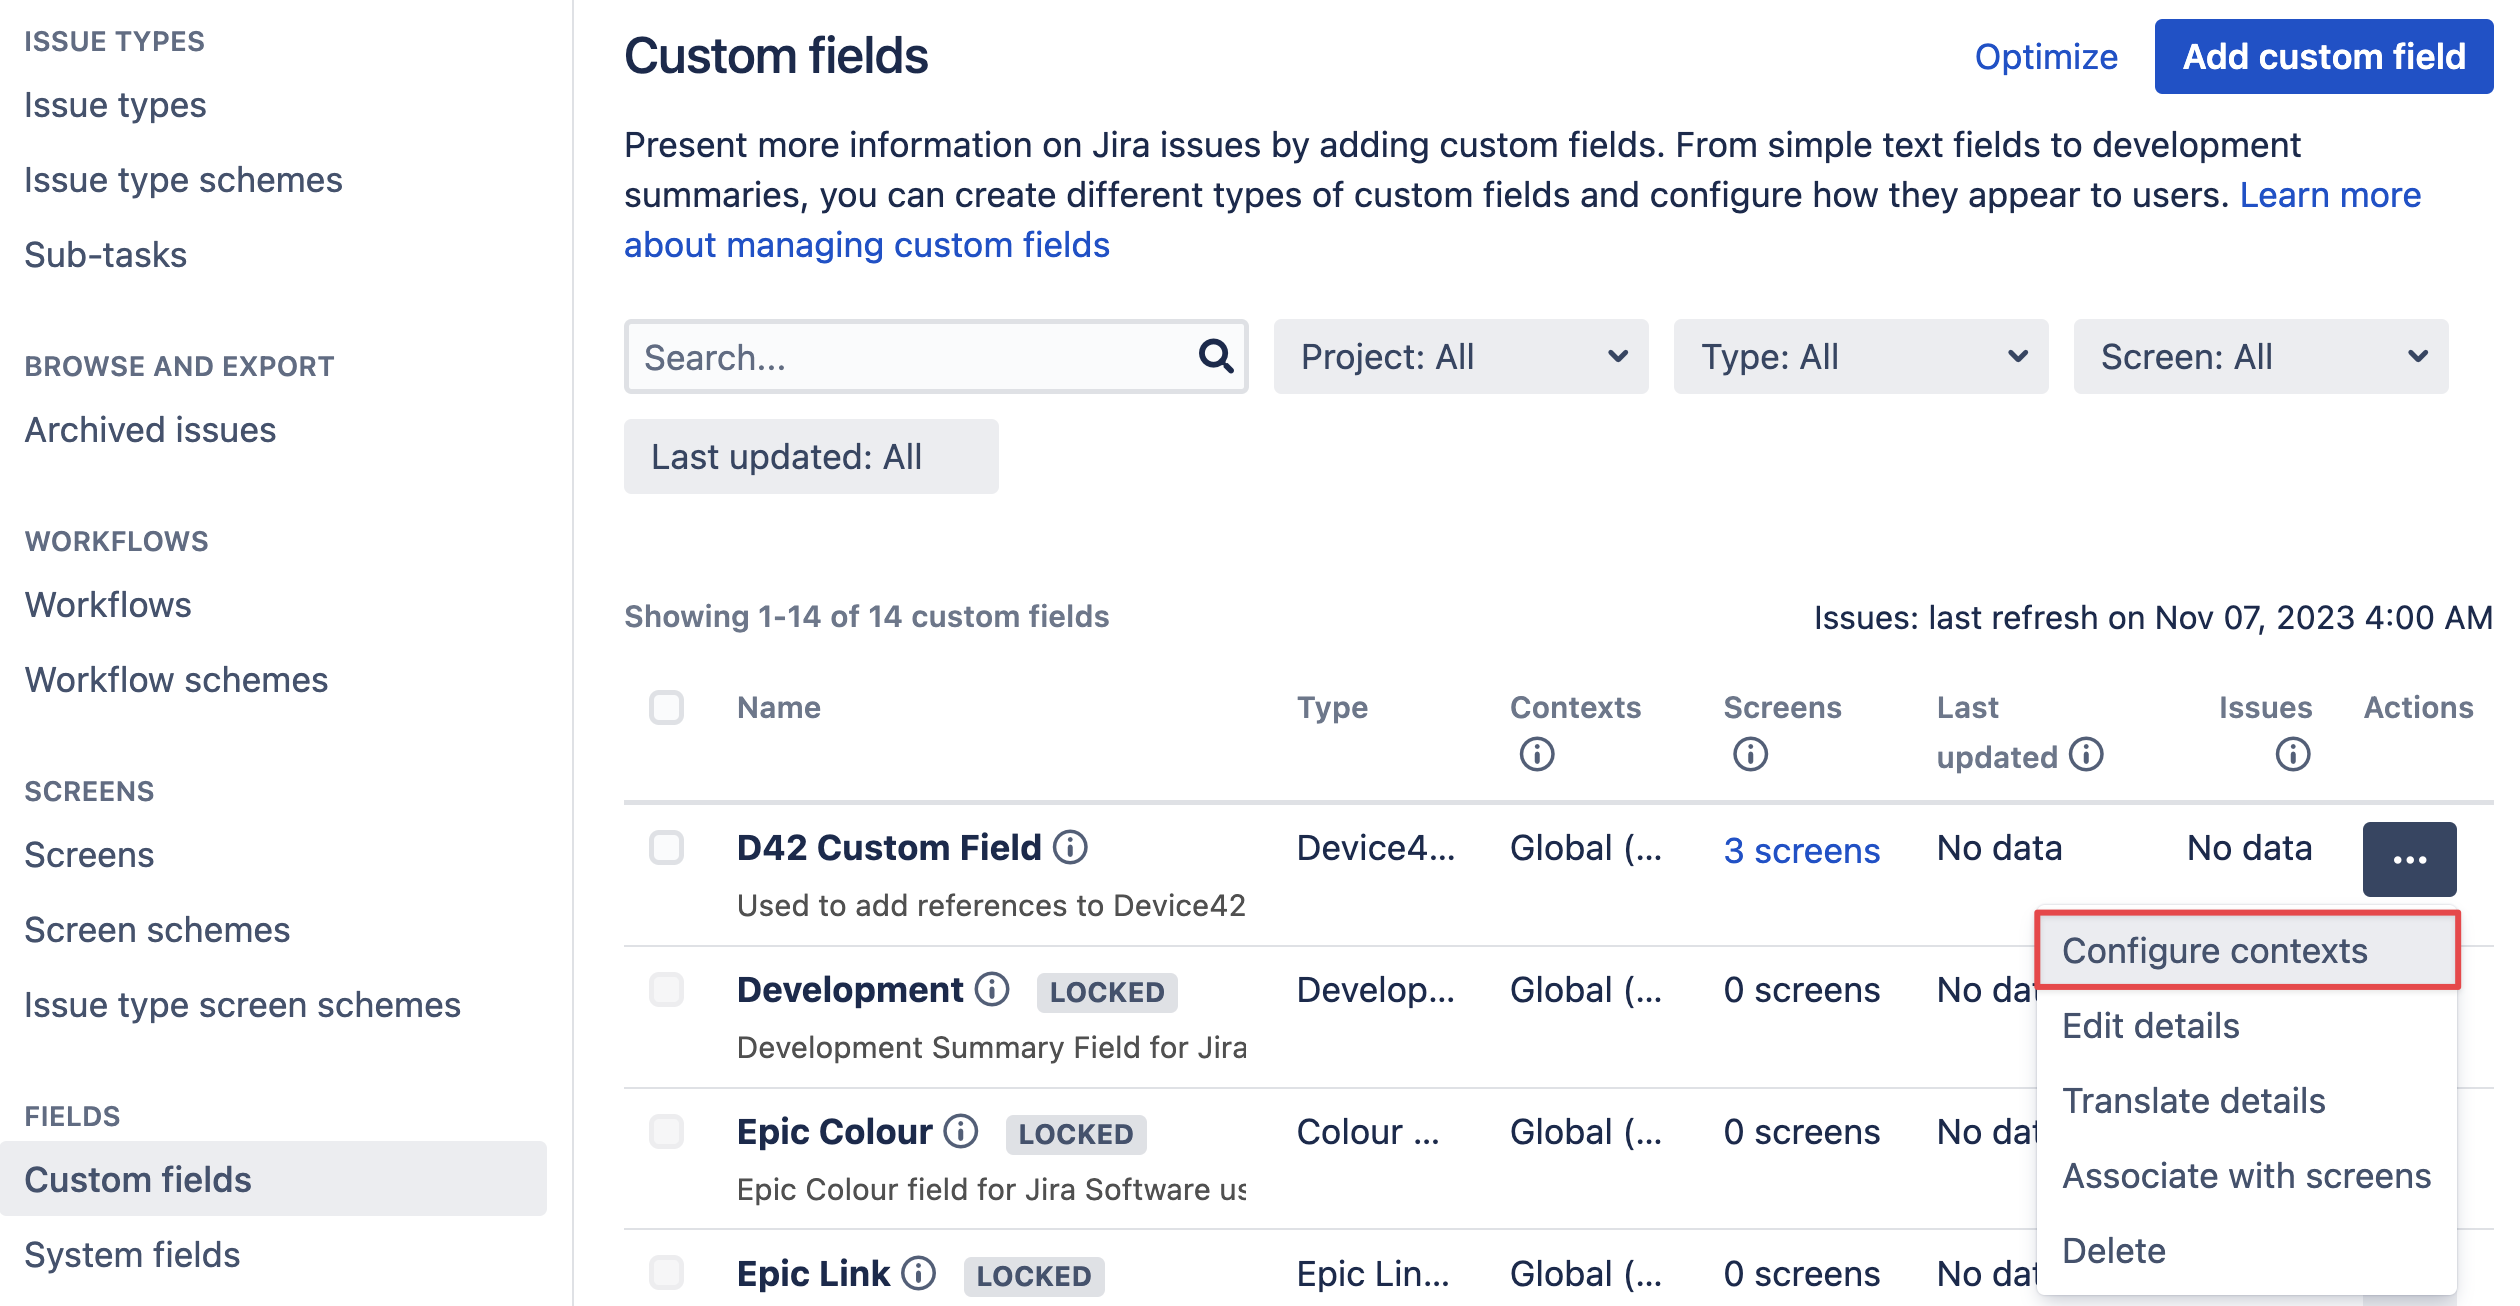 ISSUE TYPES
Issue types
Issue type schemes
Sub-tasks
BROWSE AND EXPORT
Archived issues
WORKFLOWS
Workflows
Workflow schemes
SCREENS
Screens
Screen schemes
Issue type screen schemes
FIELDS
Custom fields
System fields
Custom fields
Optimize
Add custom field
Present more information on Jira issues by adding custom fields. From simple text fields to development
summaries, you can create different types of custom fields and configure how they appear to users. Learn more
about managing custom fields
Search...
Project: All
Type: All
Screen: All
Last updated: All
Showing 1-14 of 14 custom fields
Issues: last refresh on Nov 07, 2023 4:00 AM
Name Type Contexts Screens Last Issues Actions
updated
D42 Custom Field Device4... Global (... 3 screens No data No data ...
Used to add references to Device42
Configure contexts
Development LOCKED Develop... Global (... 0 screens No dat
Development Summary Field for Jira
Edit details
Translate details
Epic Colour LOCKED Colour ... Global (... 0 screens No dat
Epic Colour field for Jira Software us
Associate with screens
Delete
Epic Link LOCKED Epic Lin... Global (... 0 screens No dat